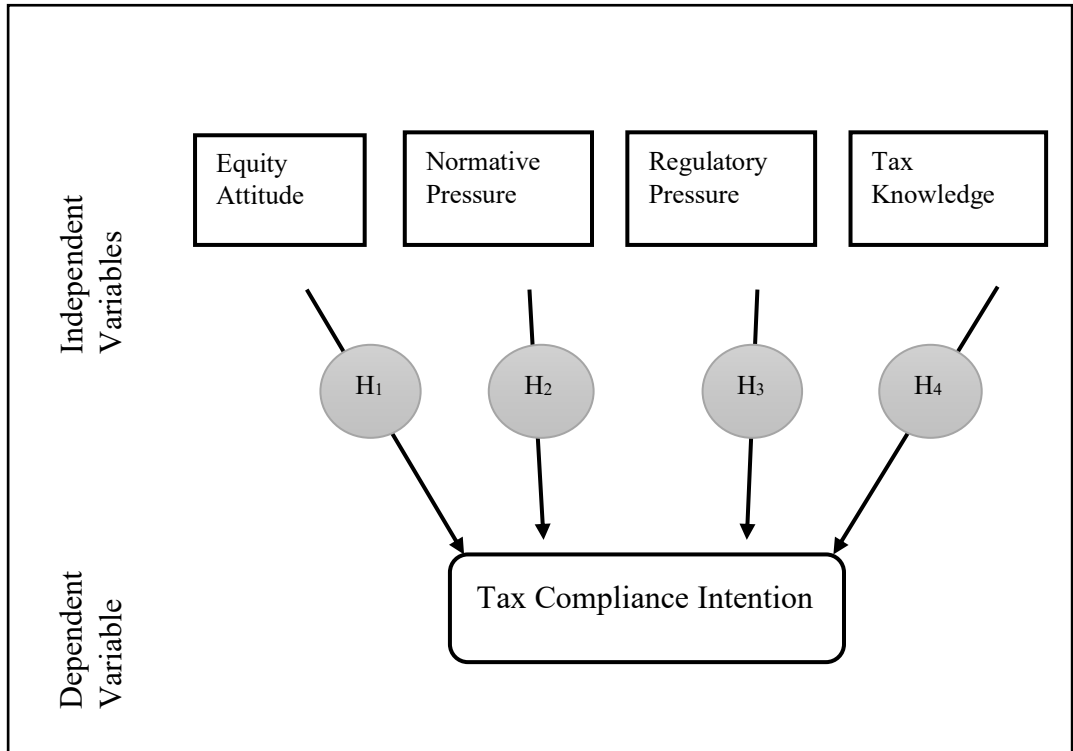 Independent
Variables
Equity
Attitude
Normative
Pressure
Regulatory
Pressure
Tax
Knowledge
H1
H2
H3
H4
Dependent
Variable
Tax Compliance Intention